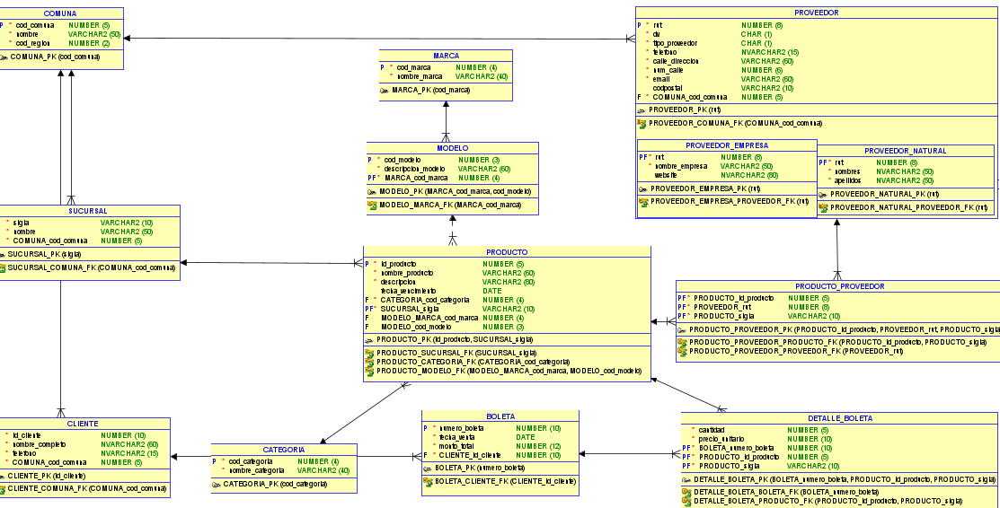 COMUNA
P * cod_comuna NUMBER (5)
* nombre VARCHAR2 (50)
* cod_region NUMBER (2)
COMUNA_PK (cod_comuna)
MARCA
P * cod_marca NUMBER (4)
* nombre_marca VARCHAR2 (40)
MARCA_PK (cod_marca)
PROVEEDOR
P * rut NUMBER (8)
* dv CHAR (1)
* tipo_proveedor CHAR (1)
* telefono NVARCHAR2 (15)
* calle_direccion VARCHAR2 (60)
* num_calle NUMBER (6)
* email VARCHAR2 (60)
codpostal VARCHAR2 (10)
F * COMUNA_cod_comuna NUMBER (5)
PROVEEDOR_PK (rut)
PROVEEDOR_COMUNA_FK (COMUNA_cod_comuna)
PROVEEDOR_EMPRESA
PF * rut NUMBER (8)
* nombre_empresa VARCHAR2 (50)
website NVARCHAR2 (80)
PROVEEDOR_EMPRESA_PK (rut)
PROVEEDOR_EMPRESA_PROVEEDOR_FK (rut)
PROVEEDOR_NATURAL
PF * rut NUMBER (8)
* nombres VARCHAR2 (50)
* apellidos VARCHAR2 (50)
PROVEEDOR_NATURAL_PK (rut)
PROVEEDOR_NATURAL_PROVEEDOR_FK (rut)
MODELO
P * cod_modelo NUMBER (3)
* descripcion_modelo VARCHAR2 (60)
PF * MARCA_cod_marca NUMBER (4)
MODELO_PK (MARCA_cod_marca, cod_modelo)
MODELO_MARCA_FK (MARCA_cod_marca)
SUCURSAL
* sigla VARCHAR2 (10)
* nombre VARCHAR2 (50)
* COMUNA_cod_comuna NUMBER (5)
SUCURSAL_PK (sigla)
SUCURSAL_COMUNA_FK (COMUNA_cod_comuna)
PRODUCTO
P * id_producto NUMBER (5)
* nombre_producto VARCHAR2 (60)
* descripcion VARCHAR2 (80)
fecha_vencimiento DATE
F * CATEGORIA_cod_categoria NUMBER (4)
PF * SUCURSAL_sigla VARCHAR2 (10)
F MODELO_MARCA_cod_marca NUMBER (4)
F MODELO_cod_modelo NUMBER (3)
PRODUCTO_PK (id_producto, SUCURSAL_sigla)
PRODUCTO_SUCURSAL_FK (SUCURSAL_sigla)
PRODUCTO_CATEGORIA_FK (CATEGORIA_cod_categoria)
PRODUCTO_MODELO_FK (MODELO_MARCA_cod_marca, MODELO_cod_modelo)
PRODUCTO_PROVEEDOR
PF * PRODUCTO_id_producto NUMBER (5)
PF * PROVEEDOR_rut NUMBER (8)
PF * PRODUCTO_sigla VARCHAR2 (10)
PRODUCTO_PROVEEDOR_PK (PRODUCTO_id_producto, PROVEEDOR_rut, PRODUCTO_sigla
PRODUCTO_PROVEEDOR_PRODUCTO_FK (PRODUCTO_id_producto, PRODUCTO_sigla)
PRODUCTO_PROVEEDOR_PROVEEDOR_FK (PROVEEDOR_rut)
CLIENTE
* id_cliente NUMBER (10)
* nombre_completo NVARCHAR2 (60)
* telefono NVARCHAR2 (15)
* COMUNA_cod_comuna NUMBER (5)
CLIENTE_PK (id_cliente)
CLIENTE_COMUNA_FK (COMUNA_cod_comuna)
CATEGORIA
P * cod_categoria NUMBER (4)
* nombre_categoria VARCHAR2 (40)
CATEGORIA_PK (cod_categoria)
BOLETA
P * numero_boleta NUMBER (10)
* fecha_venta DATE
* monto_total NUMBER (12)
F * CLIENTE_id_cliente NUMBER (10)
BOLETA_PK (numero_boleta)
BOLETA_CLIENTE_FK (CLIENTE_id_cliente)
DETALLE_BOLETA
* cantidad NUMBER (5)
* precio_unitario NUMBER (10)
PF * BOLETA_numero_boleta NUMBER (10)
PF * PRODUCTO_id_producto NUMBER (5)
PF * PRODUCTO_sigla VARCHAR2 (10)
DETALLE_BOLETA_PK (BOLETA_numero_boleta, PRODUCTO_id_producto, PRODUCTO_sigla)
DETALLE_BOLETA_BOLETA_FK (BOLETA_numero_boleta)
DETALLE_BOLETA_PRODUCTO_FK (PRODUCTO_id_producto, PRODUCTO_sigla)